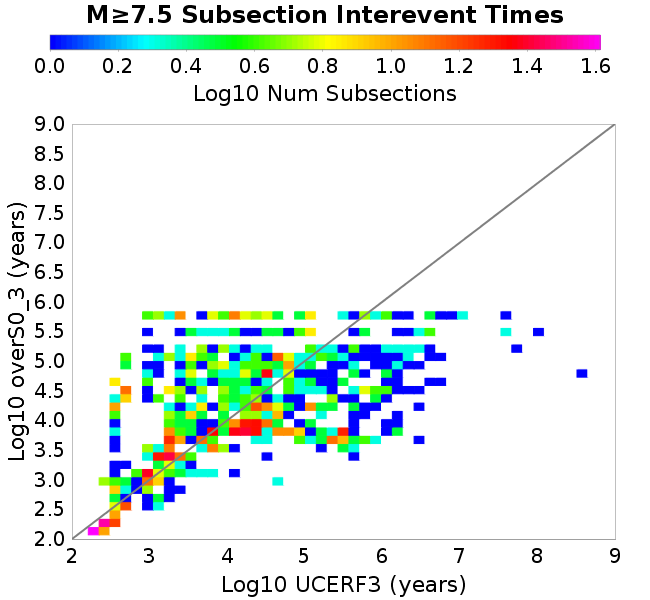 M≥7.5 Subsection Interevent Times
0.0 0.2 0.4 0.6 0.8 1.0 1.2 1.4 1.6
Log10 Num Subsections
9.0
8.5
8.0
7.5
7.0
6.5
6.0
5.5
5.0
4.5
4.0
3.5
3.0
2.5
2.0
Log10 overS0_3 (years)
2 3 4 5 6 7 8 9
Log10 UCERF3 (years)